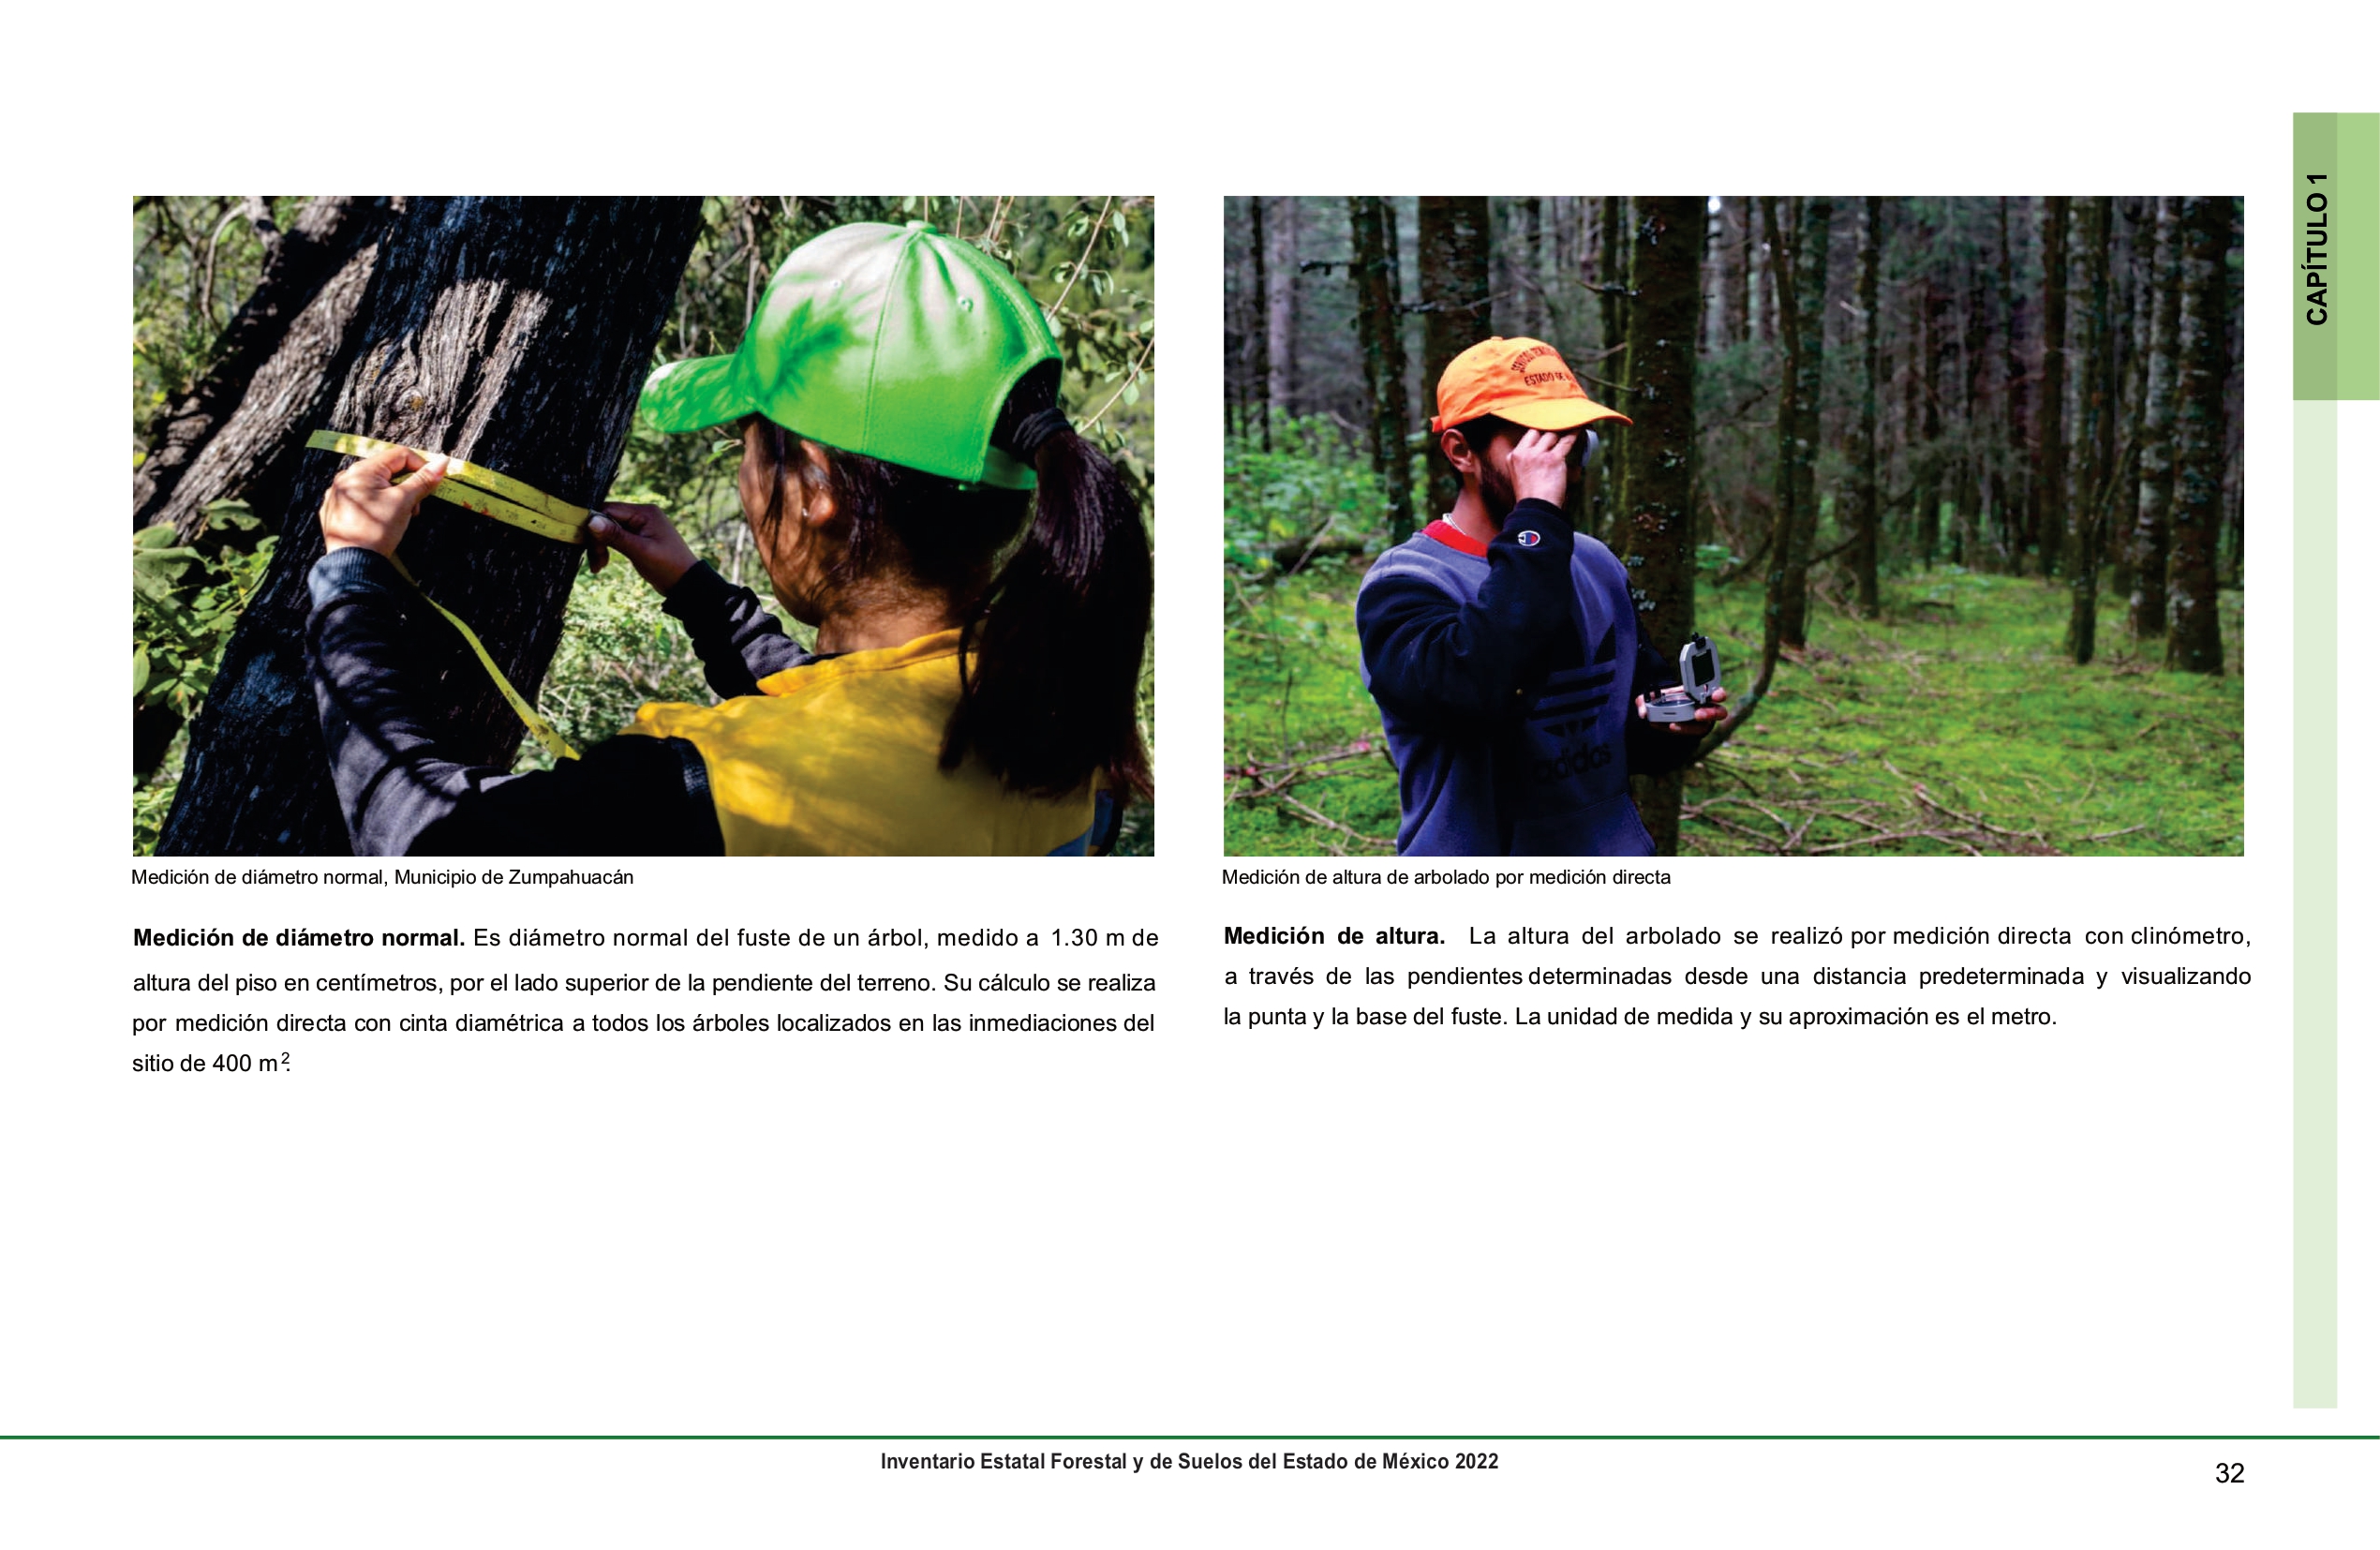 CAPÍTULO 1
ESTADO DE
adidas
Medición de diámetro normal, Municipio de Zumpahuacán
Medición de diámetro normal. Es diámetro normal del fuste de un árbol, medido a 1.30 m de
altura del piso en centímetros, por el lado superior de la pendiente del terreno. Su cálculo se realiza
por medición directa con cinta diamétrica a todos los árboles localizados en las inmediaciones del
sitio de 400 m².
Medición de altura de arbolado por medición directa
Medición de altura. La altura del arbolado se realizó por medición directa con clinómetro,
a través de las pendientes determinadas desde una distancia predeterminada y visualizando
la punta y la base del fuste. La unidad de medida y su aproximación es el metro.
Inventario Estatal Forestal y de Suelos del Estado de México 2022
32